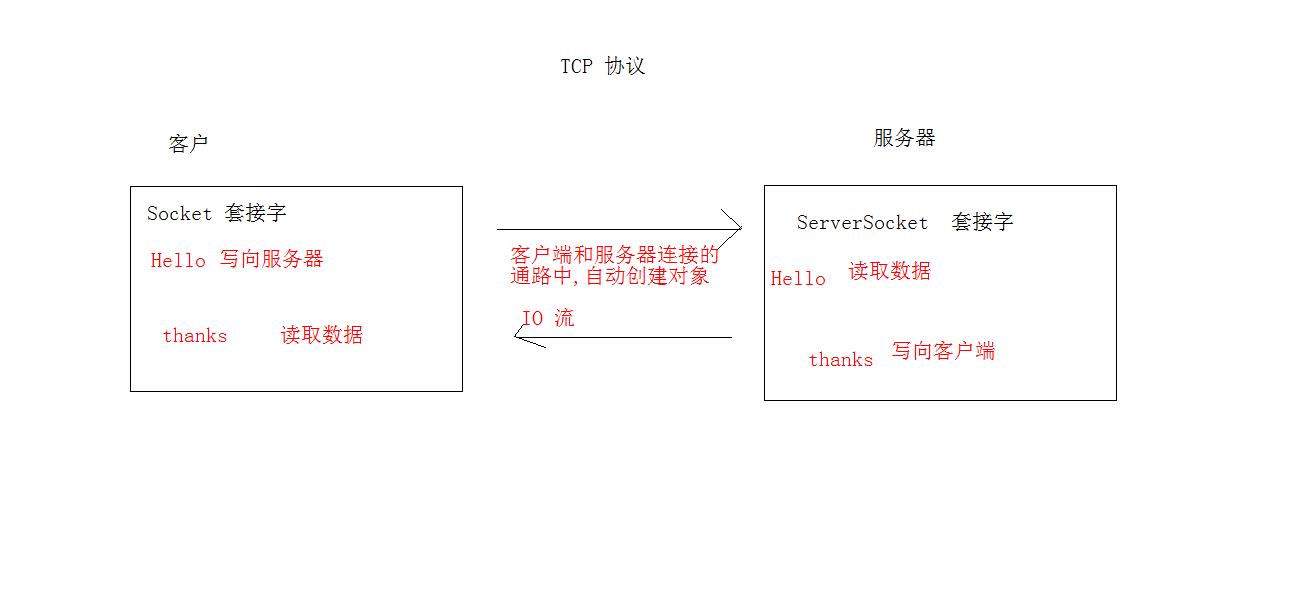 TCP 协议
客户
服务器
Socket 套接字
Hello 写向服务器
thanks 读取数据
客户端和服务器连接的
通路中,自动创建对象
IO 流
ServerSocket 套接字
Hello 读取数据
thanks 写向客户端